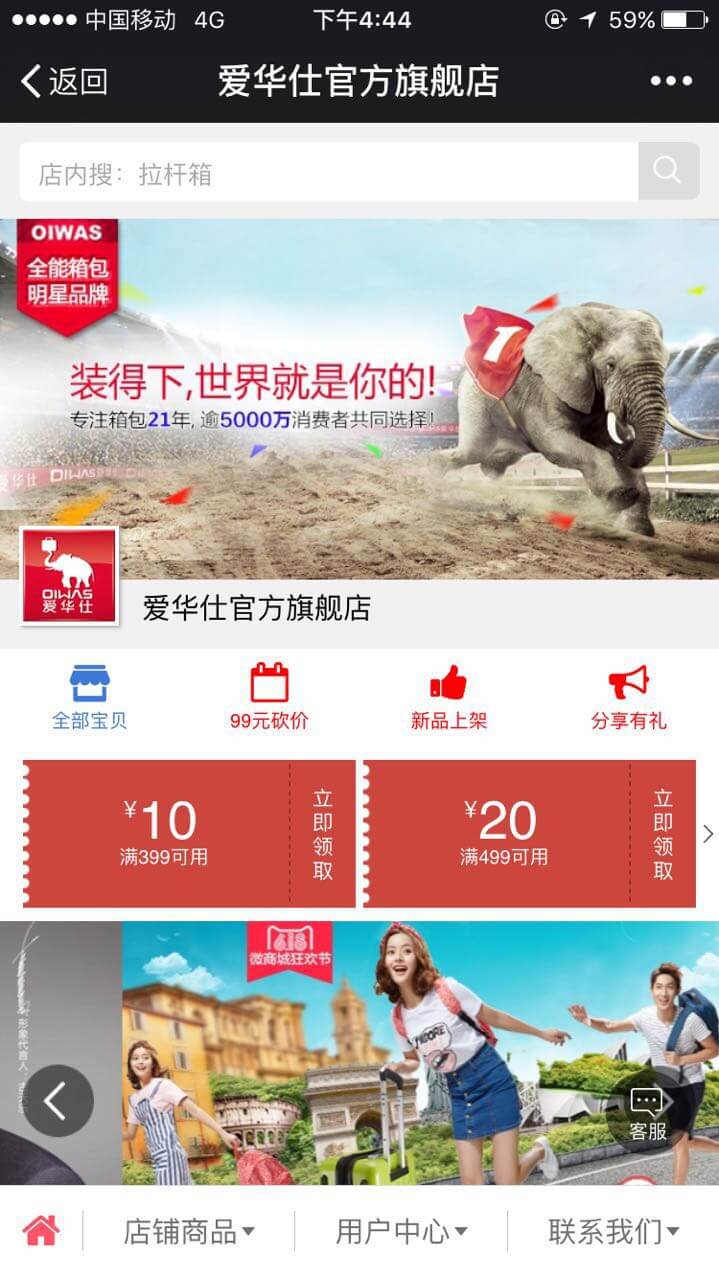 中国移动 4G 下午4:44 59%
返回 爱华仕官方旗舰店
店内搜：拉杆箱
OIWAS
全能箱包
明星品牌
1
装得下,世界就是你的!
专注箱包21年, 逾5000万消费者共同选择!
爱华仕 OIWAS
OIWAS
爱华仕
爱华仕官方旗舰店
全部宝贝 99元砍价 新品上架 分享有礼
¥10
满399可用
立即领取
¥20
满499可用
立即领取
618
微商城狂欢节
形象代言人：
J'ADORE
客服
店铺商品 用户中心 联系我们